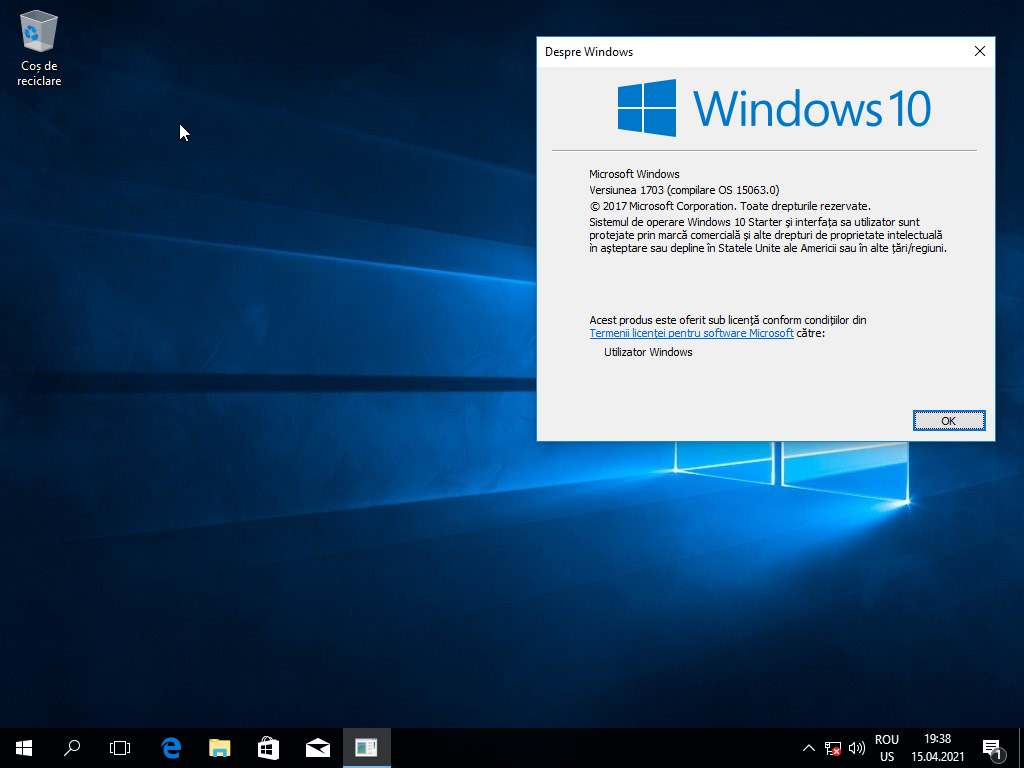 Coș de
reciclare
Despre Windows
Windows 10
Microsoft Windows
Versiunea 1703 (compilare OS 15063.0)
© 2017 Microsoft Corporation. Toate drepturile rezervate.
Sistemul de operare Windows 10 Starter și interfața sa utilizator sunt
protejate prin marcă comercială și alte drepturi de proprietate intelectuală
în așteptare sau depline în Statele Unite ale Americii sau în alte țări/regiuni.
Acest produs este oferit sub licență conform condițiilor din
Termenii licenței pentru software Microsoft către:
Utilizator Windows
OK
ROU
US
19:38
15.04.2021
1